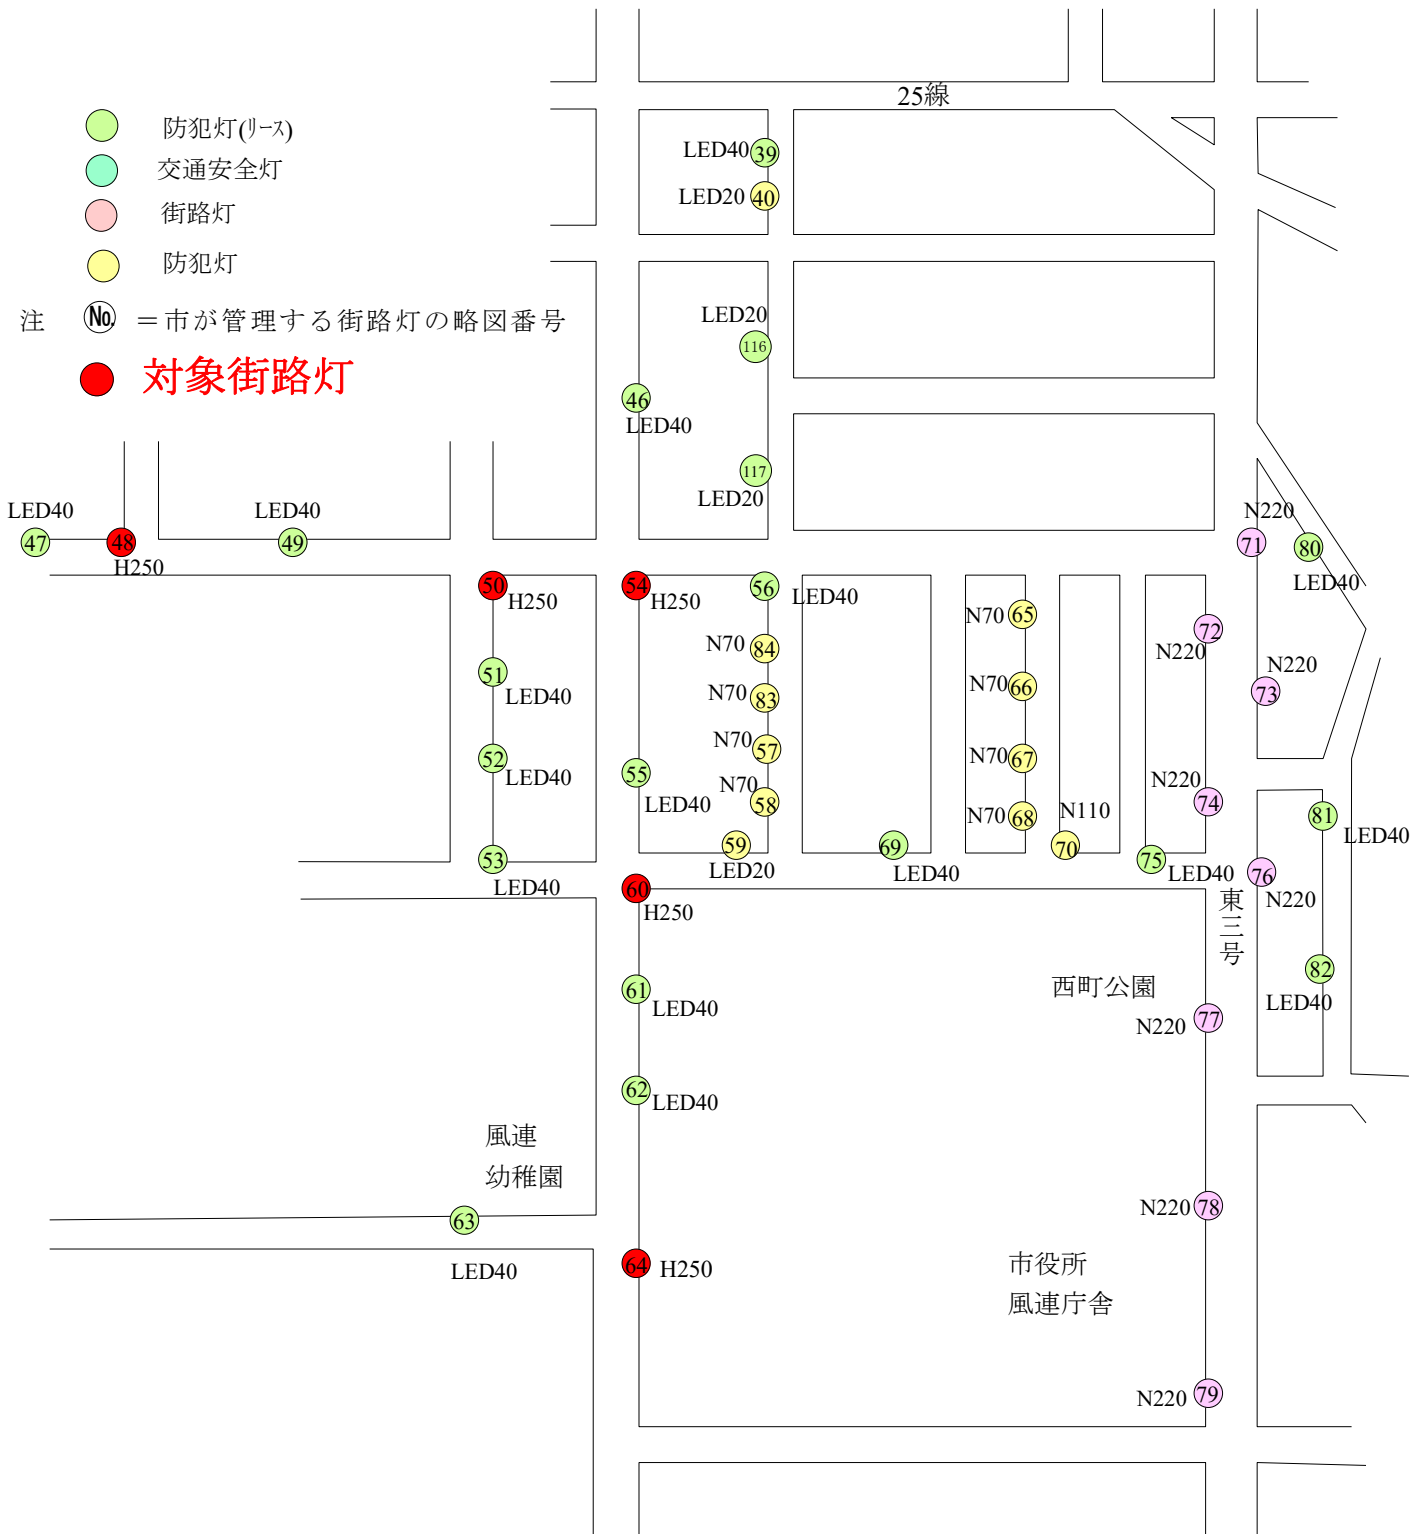 25線
防犯灯(ﾘｰｽ)
LED40 39
交通安全灯
LED20 40
街路灯
防犯灯
注 No. ＝市が管理する街路灯の略図番号
LED20
116
対象街路灯
46
LED40
117
LED20
LED40
LED40
N220
47
48
49
71
80
H250
LED40
50
54
56
H250
H250
LED40
N70 65
72
N70 84
N220
N220
51
N70 66
73
LED40
N70 83
N70 57
52
N70 67
LED40
55
N220
74
N70
LED40
58
N70 68
N110
81
LED40
59
69
70
75
53
LED20
LED40
LED40
76
LED40
60
N220
H250
東三号
82
61
西町公園
LED40
LED40
77
N220
62
LED40
風連
幼稚園
N220 78
63
64 H250
市役所
LED40
風連庁舎
N220 79